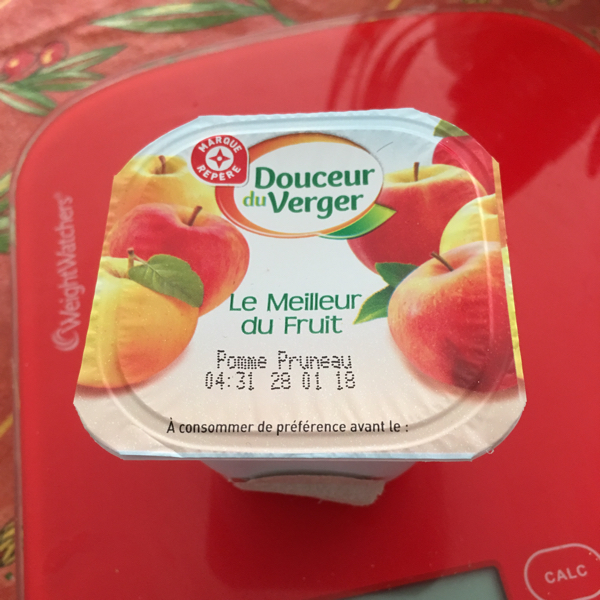 MARQUE
REPÈRE
Douceur
du Verger
Le Meilleur
du Fruit
Pomme Pruneau
04:31 28 01 18
À consommer de préférence avant le :
WeightWatchers
CALC